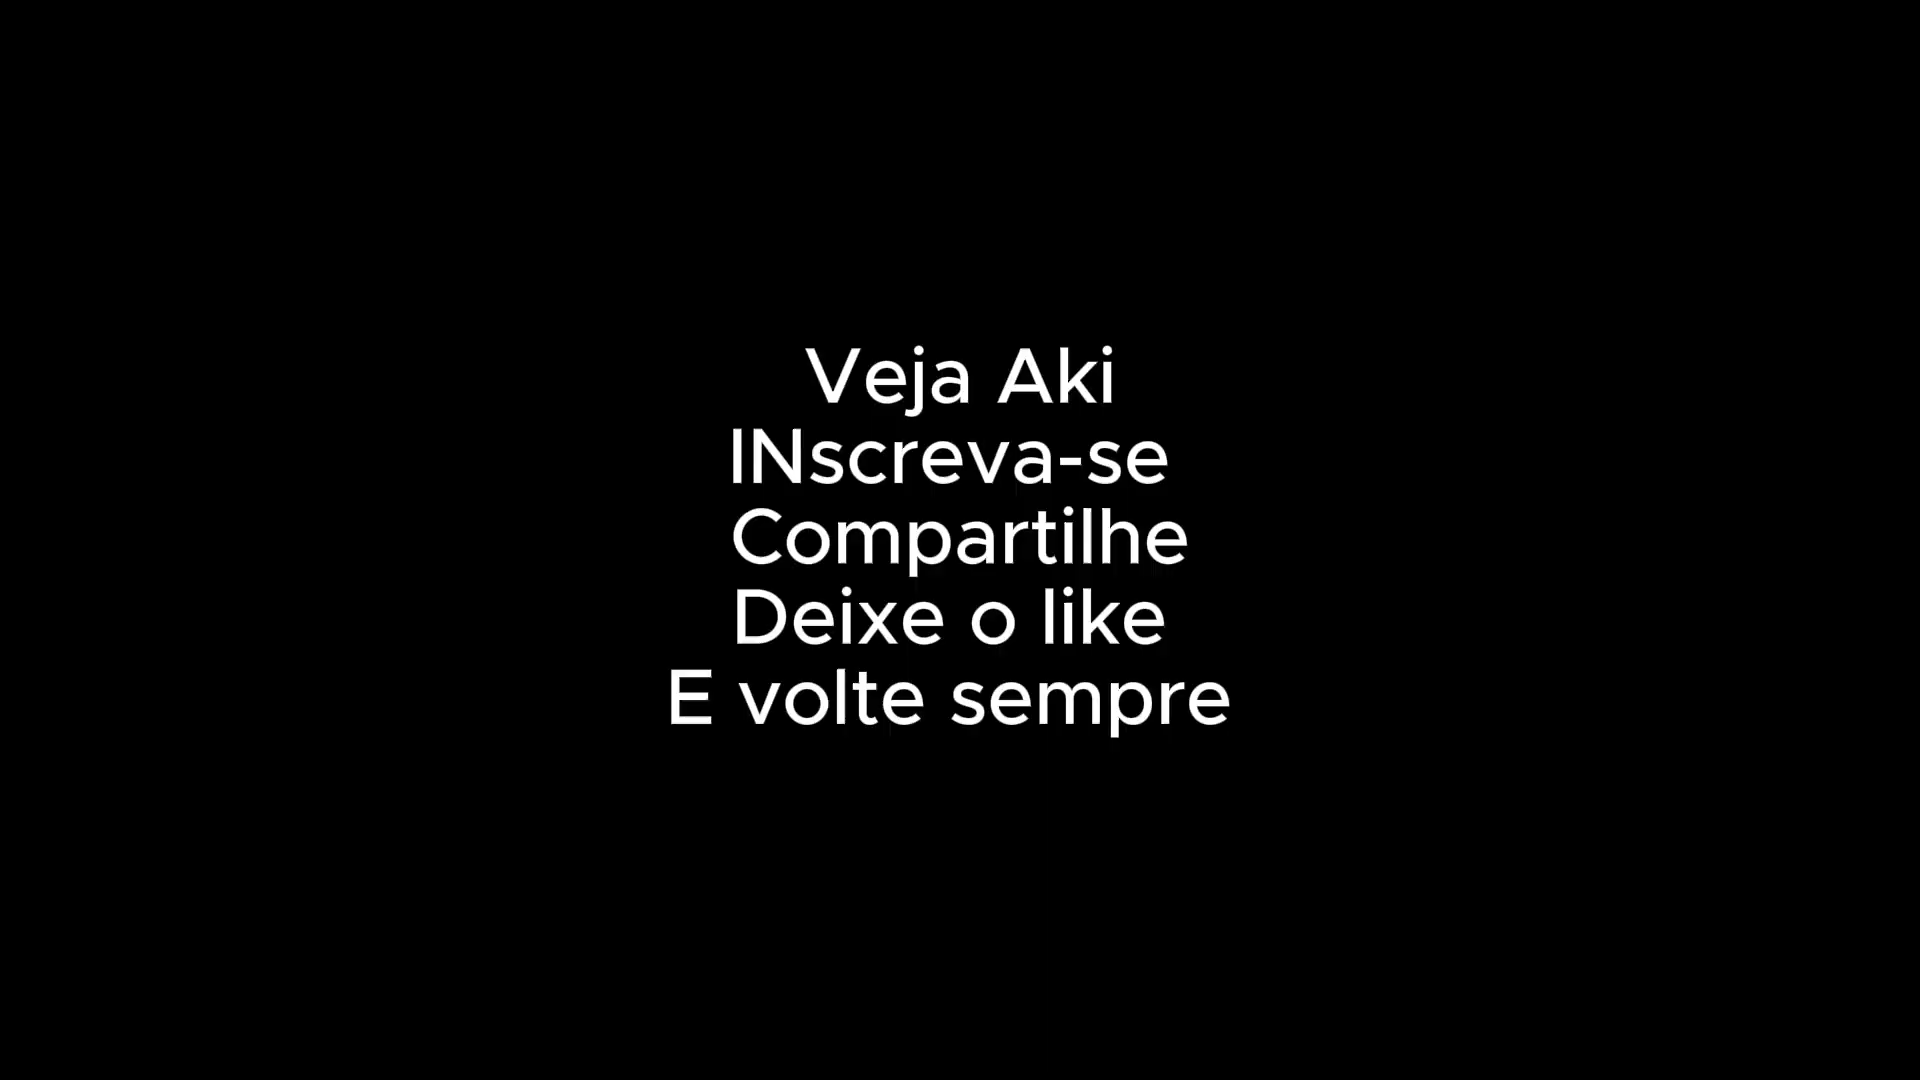 Veja Aki
INscreva-se
Compartilhe
Deixe o like
E volte sempre